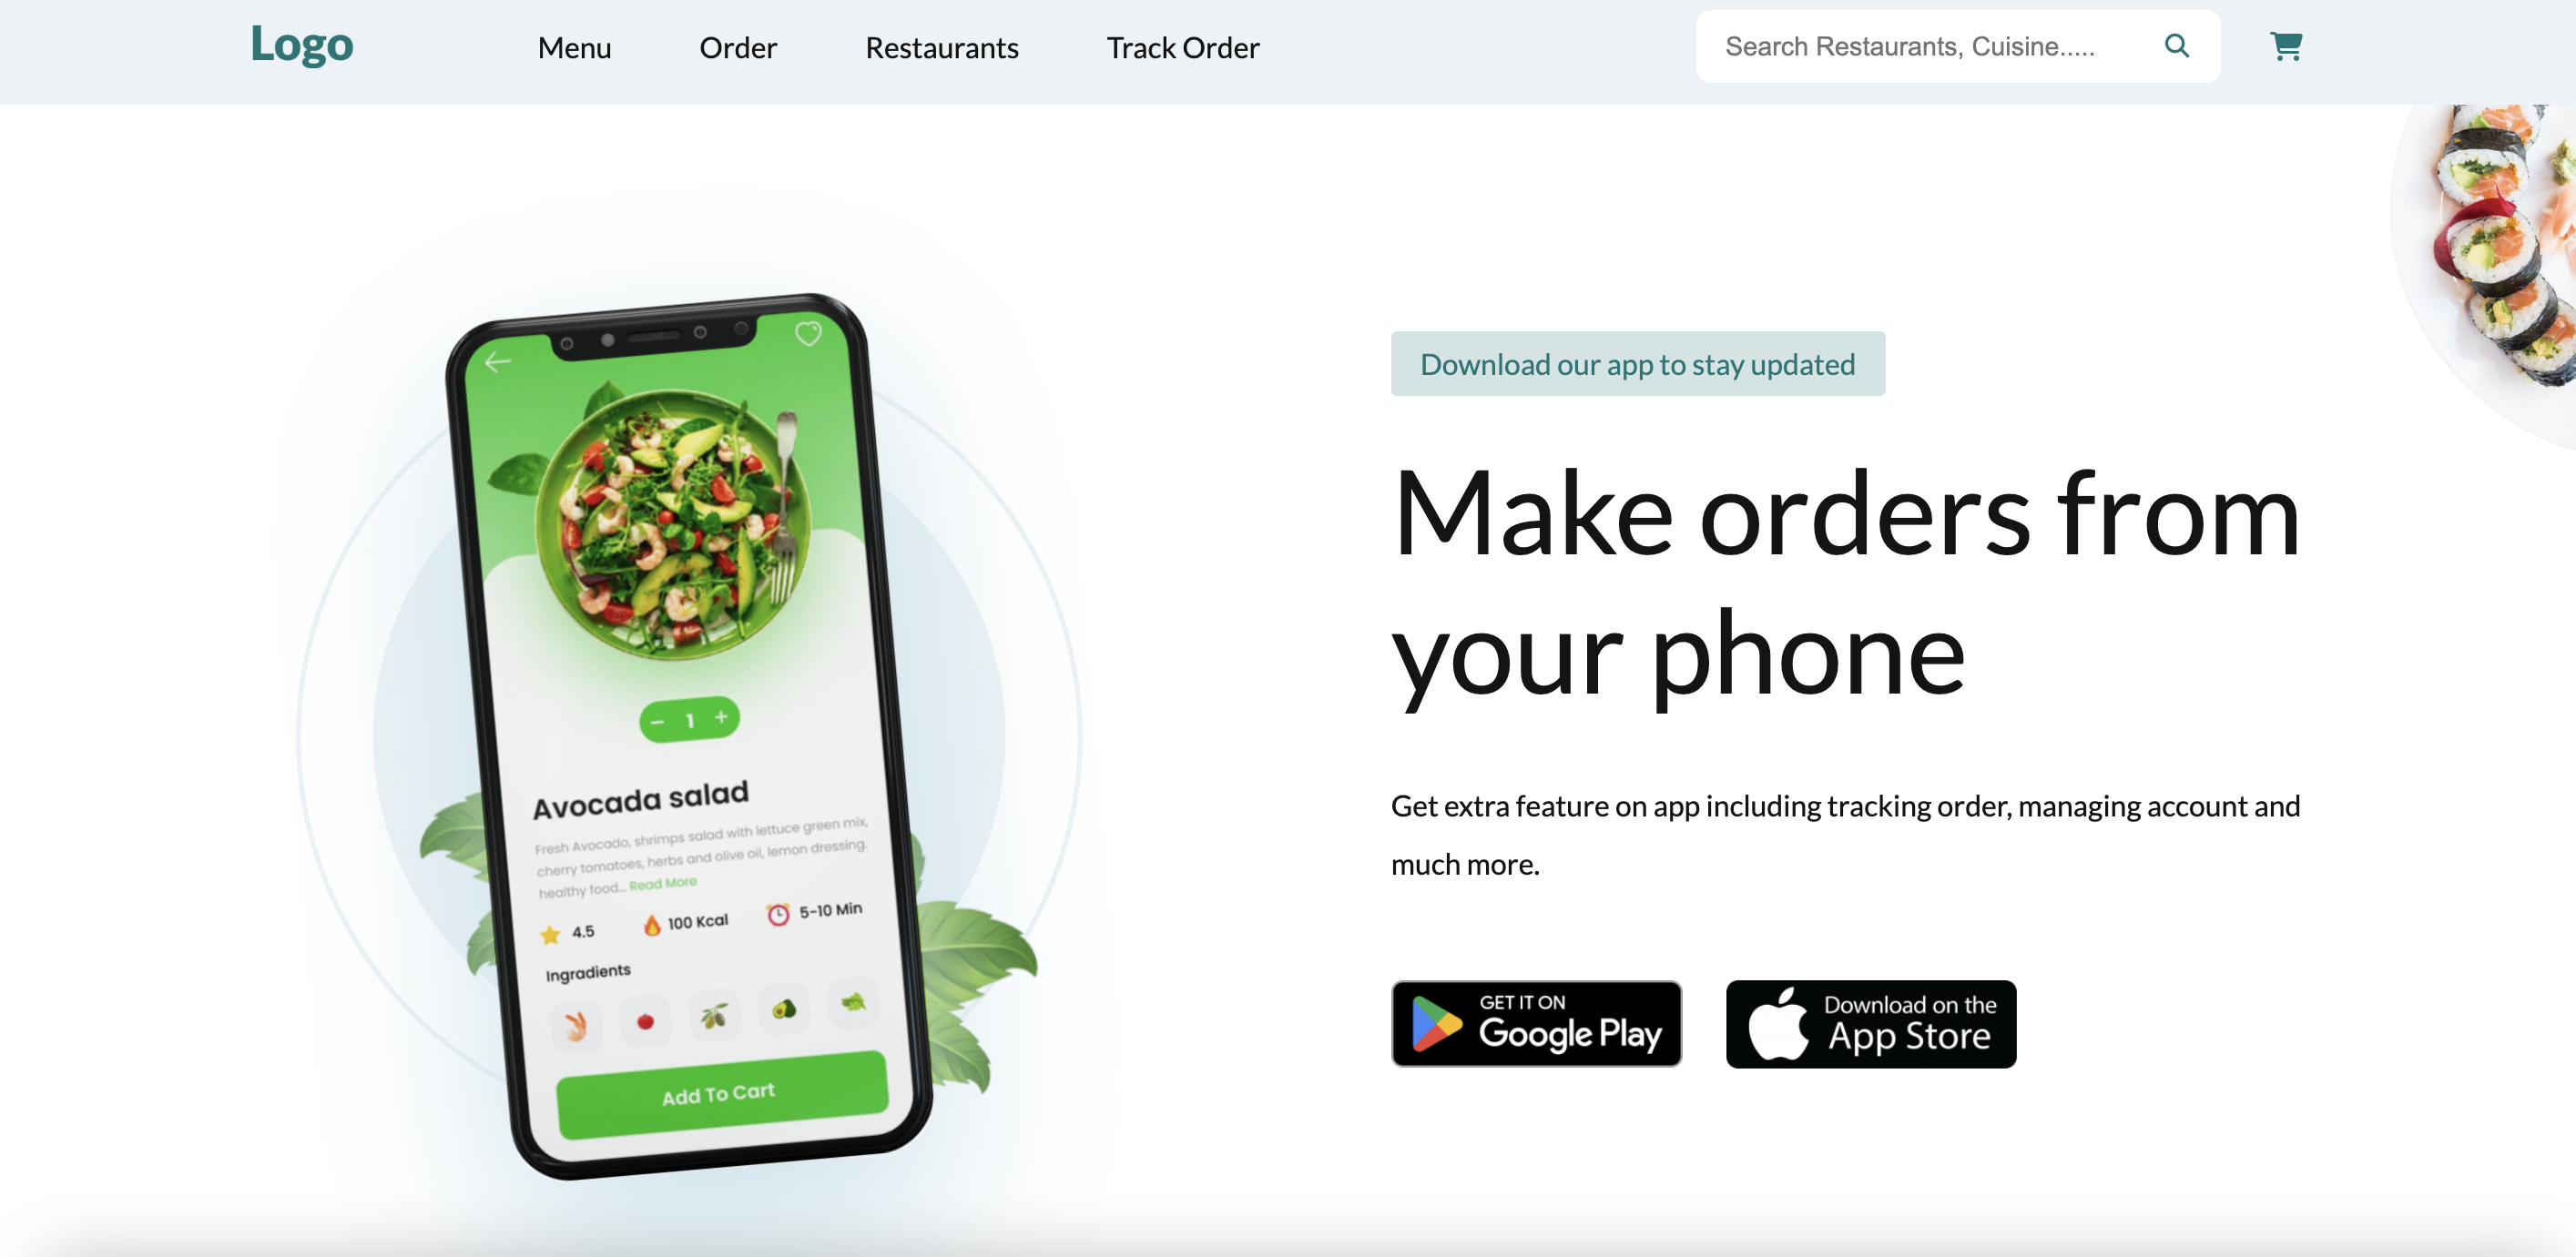 Logo
Menu
Order
Restaurants
Track Order
Search Restaurants, Cuisine.....
Download our app to stay updated
Make orders from
your phone
Get extra feature on app including tracking order, managing account and
much more.
GET IT ON
Google Play
Download on the
App Store
1
Avocada salad
Fresh Avocado, shrimps salad with lettuce green mix,
cherry tomatoes, herbs and olive oil, lemon dressing.
healthy food... Read More
4.5
100 Kcal
5-10 Min
Ingradients
Add To Cart